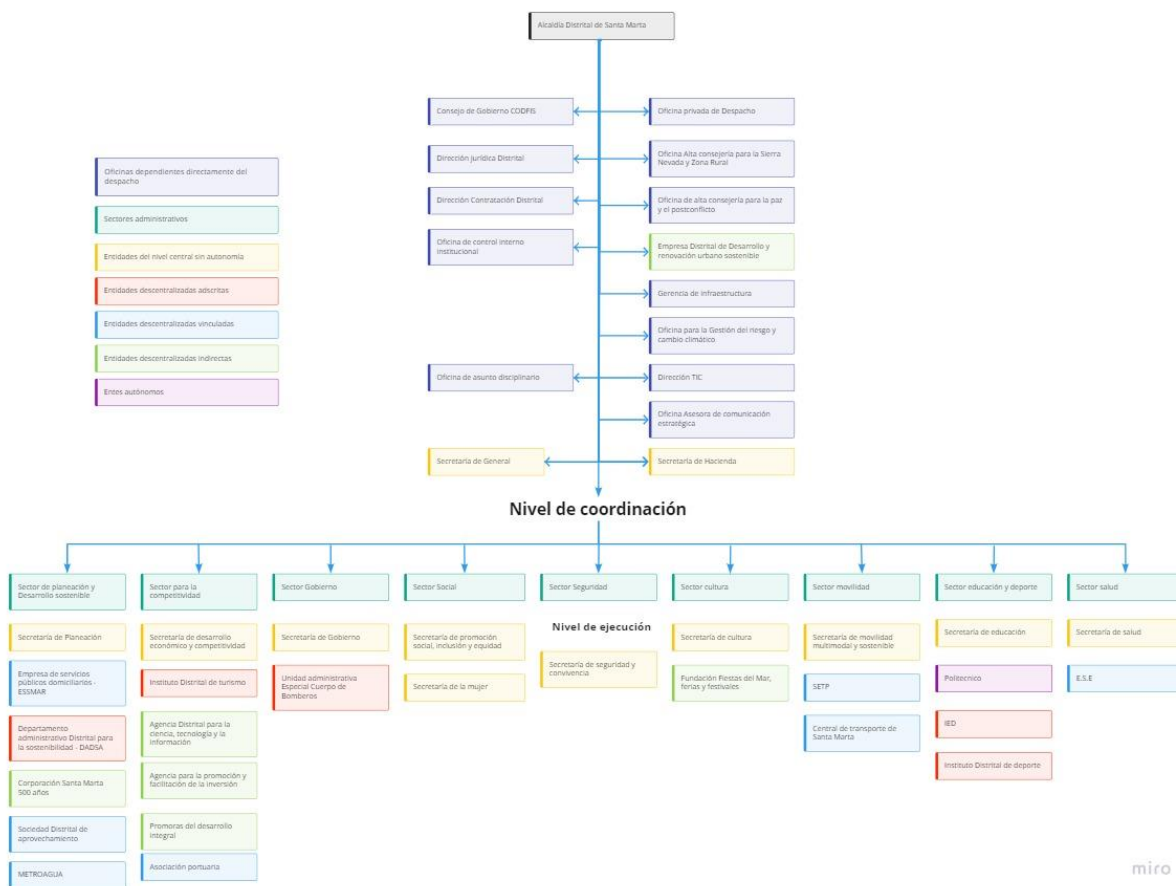 Alcaldía Distrital de Santa Marta
Consejo de Gobierno CODFIS
Oficina privada de Despacho
Dirección jurídica Distrital
Oficina Alta consejería para la Sierra
Nevada y Zona Rural
Dirección Contratación Distrital
Oficina de alta consejería para la paz
y el postconflicto
Oficina de control interno
institucional
Empresa Distrital de Desarrollo y
renovación urbano sostenible
Gerencia de infraestructura
Oficina para la Gestión del riesgo y
cambio climático
Oficina de asunto disciplinario
Dirección TIC
Oficina Asesora de comunicación
estratégica
Secretaría de General
Secretaría de Hacienda
Oficinas dependientes directamente del
despacho
Sectores administrativos
Entidades del nivel central sin autonomía
Entidades descentralizadas adscritas
Entidades descentralizadas vinculadas
Entidades descentralizadas indirectas
Entes autónomos
Nivel de coordinación
Sector de planeación y
Desarrollo sostenible
Secretaría de Planeación
Empresa de servicios
públicos domiciliarios -
ESSMAR
Departamento
administrativo Distrital para
la sostenibilidad - DADSA
Corporación Santa Marta
500 años
Sociedad Distrital de
aprovechamiento
METROAGUA
Sector para la
competitividad
Secretaría de desarrollo
económico y competitividad
Instituto Distrital de turismo
Agencia Distrital para la
ciencia, tecnología y la
información
Agencia para la promoción y
facilitación de la inversión
Promoras del desarrollo
integral
Asociación portuaria
Sector Gobierno
Secretaría de Gobierno
Unidad administrativa
Especial Cuerpo de
Bomberos
Sector Social
Secretaría de promoción
social, inclusión y equidad
Secretaría de la mujer
Sector Seguridad
Nivel de ejecución
Secretaría de seguridad y
convivencia
Sector cultura
Secretaría de cultura
Fundación Fiestas del Mar,
ferias y festivales
Sector movilidad
Secretaría de movilidad
multimodal y sostenible
SETP
Central de transporte de
Santa Marta
Sector educación y deporte
Secretaría de educación
Politecnico
IED
Instituto Distrital de deporte
Sector salud
Secretaría de salud
E.S.E
miro